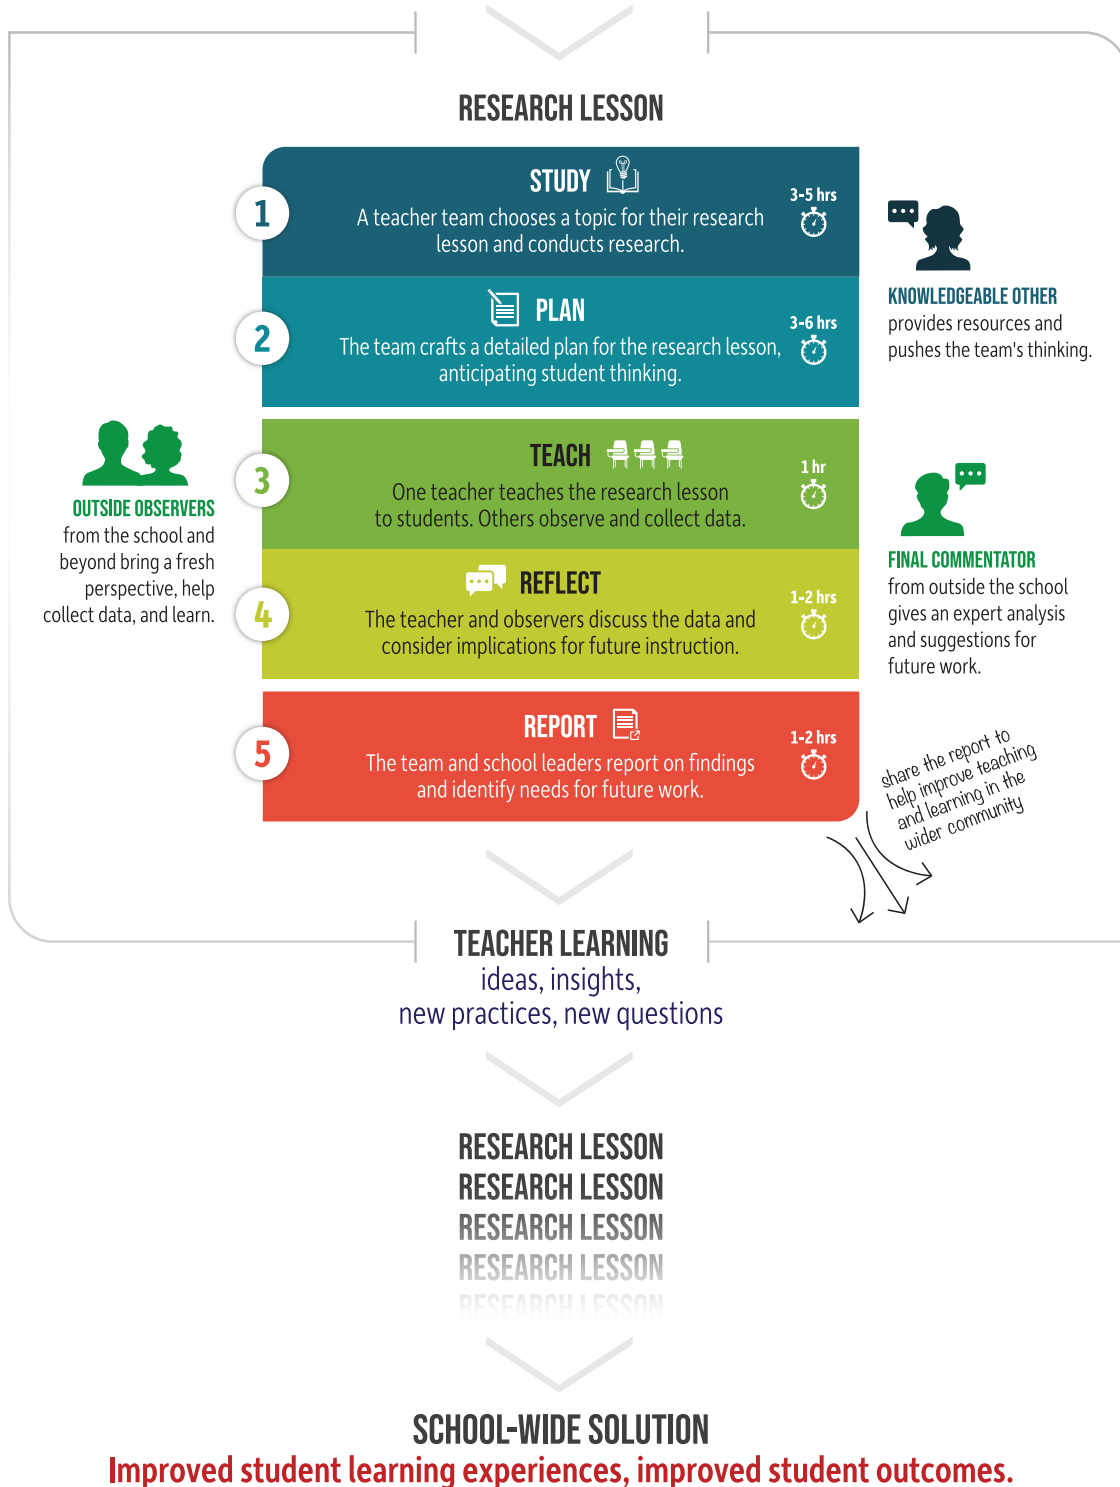 RESEARCH LESSON
1
STUDY
A teacher team chooses a topic for their research
lesson and conducts research.
3-5 hrs
KNOWLEDGEABLE OTHER
provides resources and
pushes the team's thinking.
2
PLAN
The team crafts a detailed plan for the research lesson,
anticipating student thinking.
3-6 hrs
OUTSIDE OBSERVERS
from the school and
beyond bring a fresh
perspective, help
collect data, and learn.
3
TEACH
One teacher teaches the research lesson
to students. Others observe and collect data.
1 hr
4
REFLECT
The teacher and observers discuss the data and
consider implications for future instruction.
1-2 hrs
FINAL COMMENTATOR
from outside the school
gives an expert analysis
and suggestions for
future work.
5
REPORT
The team and school leaders report on findings
and identify needs for future work.
1-2 hrs
share the report to
help improve teaching
and learning in the
wider community
TEACHER LEARNING
ideas, insights,
new practices, new questions
RESEARCH LESSON
RESEARCH LESSON
RESEARCH LESSON
RESEARCH LESSON
RESEARCH LESSON
SCHOOL-WIDE SOLUTION
Improved student learning experiences, improved student outcomes.